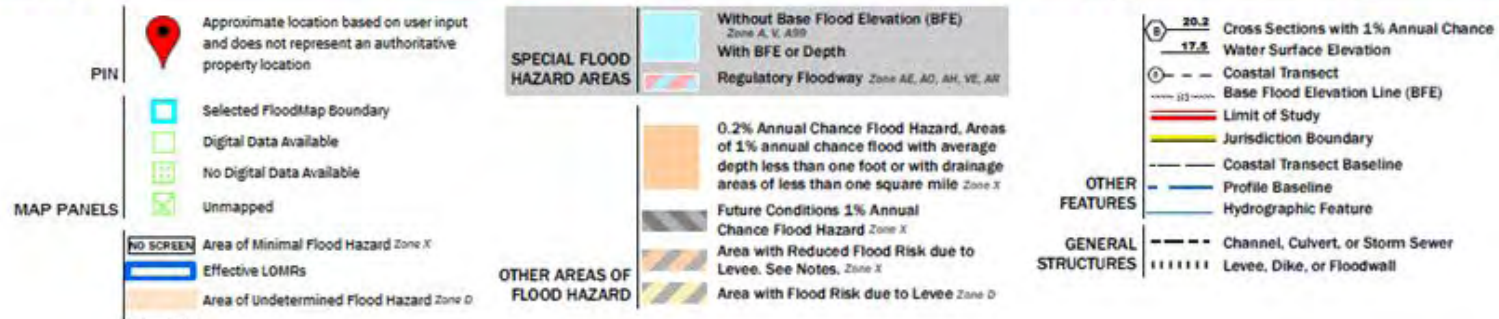 PIN
Approximate location based on user input
and does not represent an authoritative
property location
MAP PANELS
Selected FloodMap Boundary
Digital Data Available
No Digital Data Available
Unmapped
NO SCREEN Area of Minimal Flood Hazard Zone X
Effective LOMRs
Area of Undetermined Flood Hazard Zone D
SPECIAL FLOOD
HAZARD AREAS
Without Base Flood Elevation (BFE)
Zone A, V, A99
With BFE or Depth
Regulatory Floodway Zone AE, AO, AH, VE, AR
OTHER AREAS OF
FLOOD HAZARD
0.2% Annual Chance Flood Hazard, Areas
of 1% annual chance flood with average
depth less than one foot or with drainage
areas of less than one square mile Zone X
Future Conditions 1% Annual
Chance Flood Hazard Zone X
Area with Reduced Flood Risk due to
Levee. See Notes. Zone X
Area with Flood Risk due to Levee Zone D
OTHER
FEATURES
B 20.2 Cross Sections with 1% Annual Chance
17.5 Water Surface Elevation
Coastal Transect
Base Flood Elevation Line (BFE)
Limit of Study
Jurisdiction Boundary
Coastal Transect Baseline
Profile Baseline
Hydrographic Feature
GENERAL
STRUCTURES
Channel, Culvert, or Storm Sewer
Levee, Dike, or Floodwall